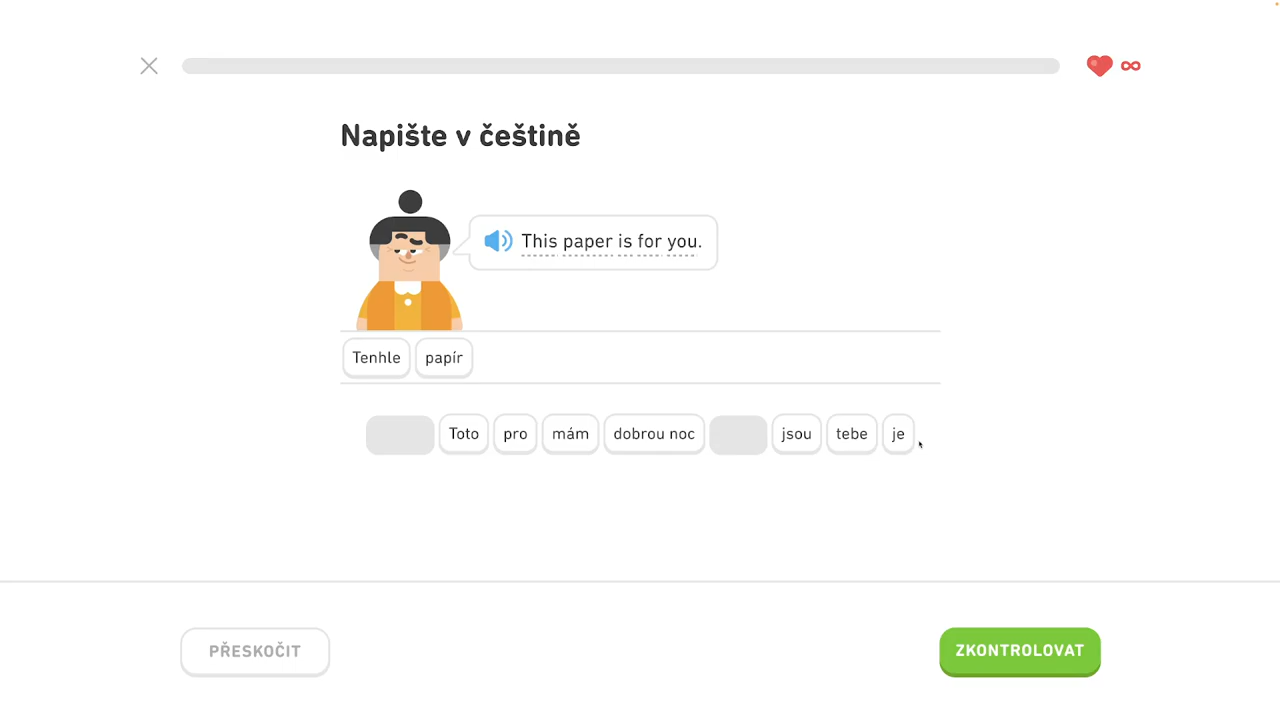 Napište v češtině
This paper is for you.
Tenhle papír
Toto pro mám dobrou noc jsou tebe je
PŘESKOČIT ZKONTROLOVAT